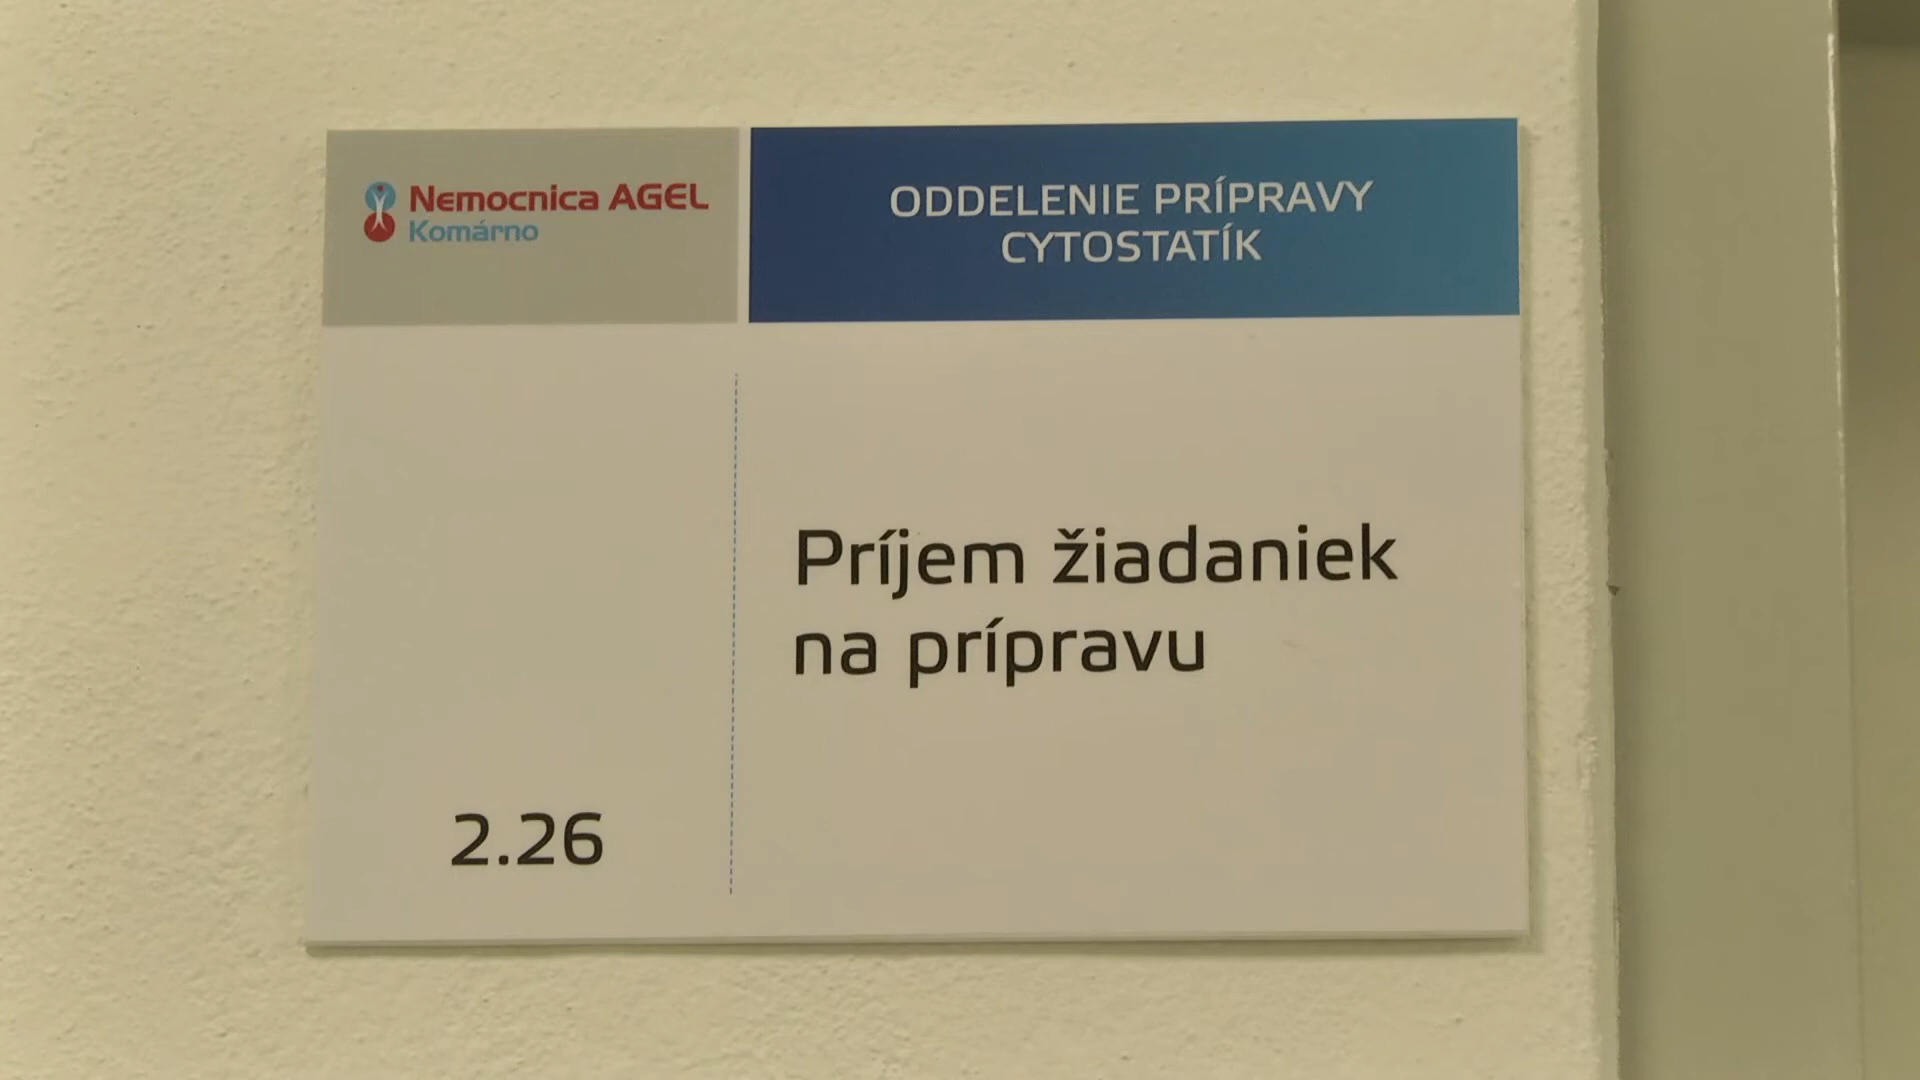 Nemocnica AGEL
Komárno
ODDELENIE PRÍPRAVY
CYTOSTATÍK
Príjem žiadaniek
na prípravu
2.26